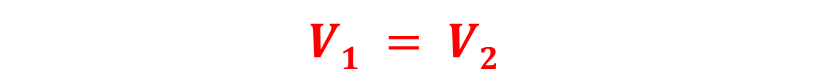 V₁ = V₂